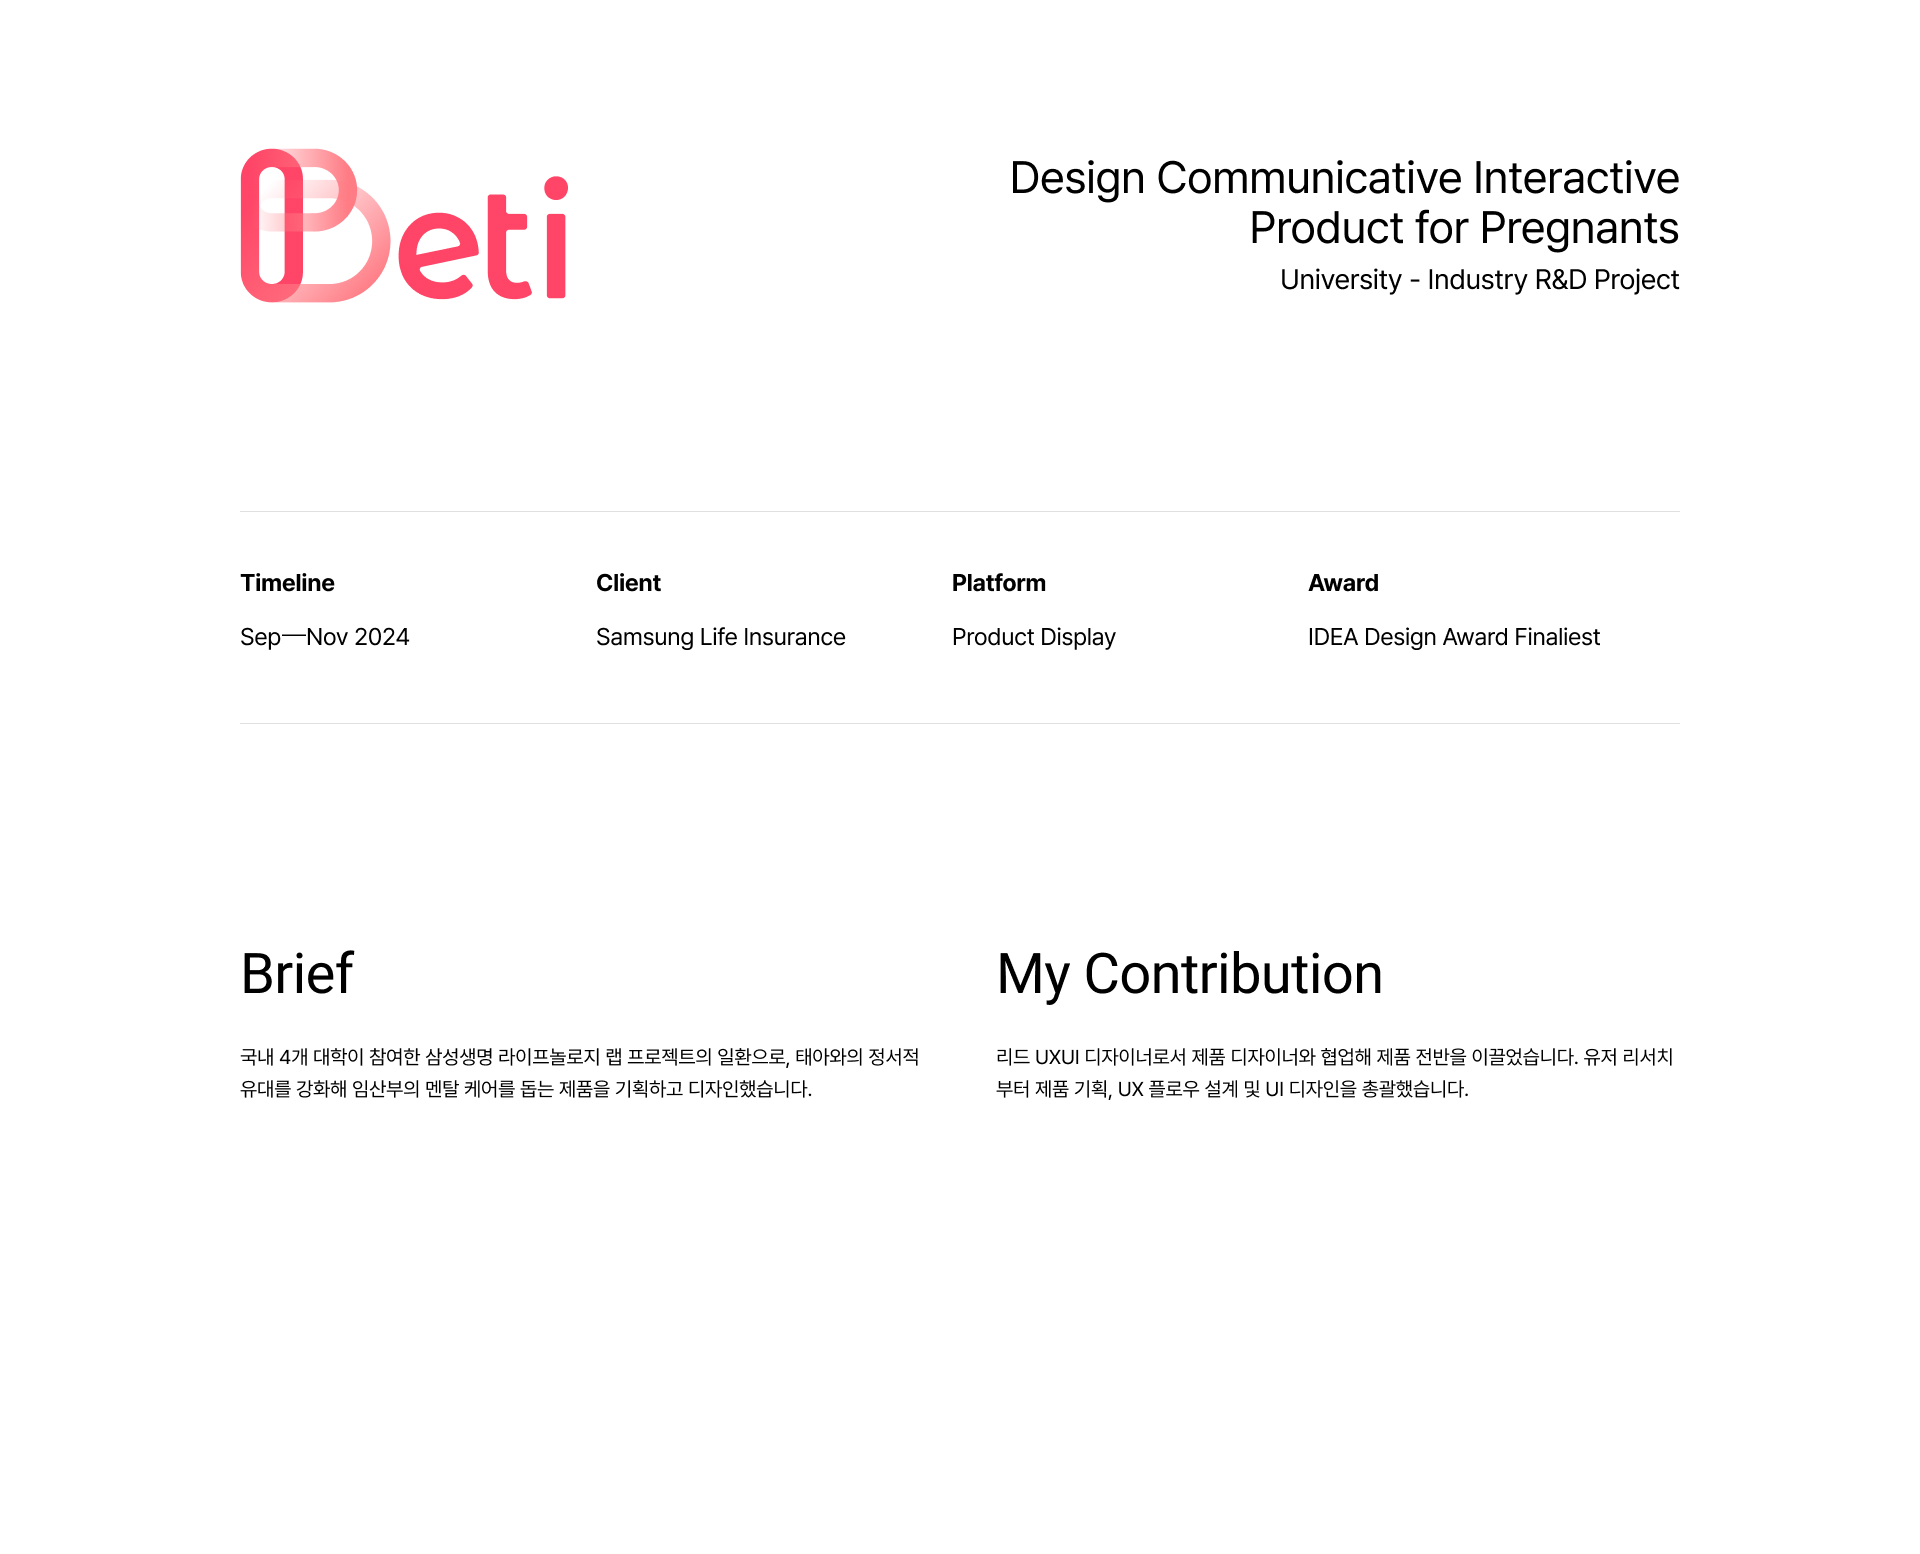 Beti
Design Communicative Interactive
Product for Pregnants
University - Industry R&D Project
Timeline
Sep—Nov 2024
Client
Samsung Life Insurance
Platform
Product Display
Award
IDEA Design Award Finaliest
Brief
국내 4개 대학이 참여한 삼성생명 라이프놀로지 랩 프로젝트의 일환으로, 태아와의 정서적
유대를 강화해 임산부의 멘탈 케어를 돕는 제품을 기획하고 디자인했습니다.
My Contribution
리드 UXUI 디자이너로서 제품 디자이너와 협업해 제품 전반을 이끌었습니다. 유저 리서치
부터 제품 기획, UX 플로우 설계 및 UI 디자인을 총괄했습니다.